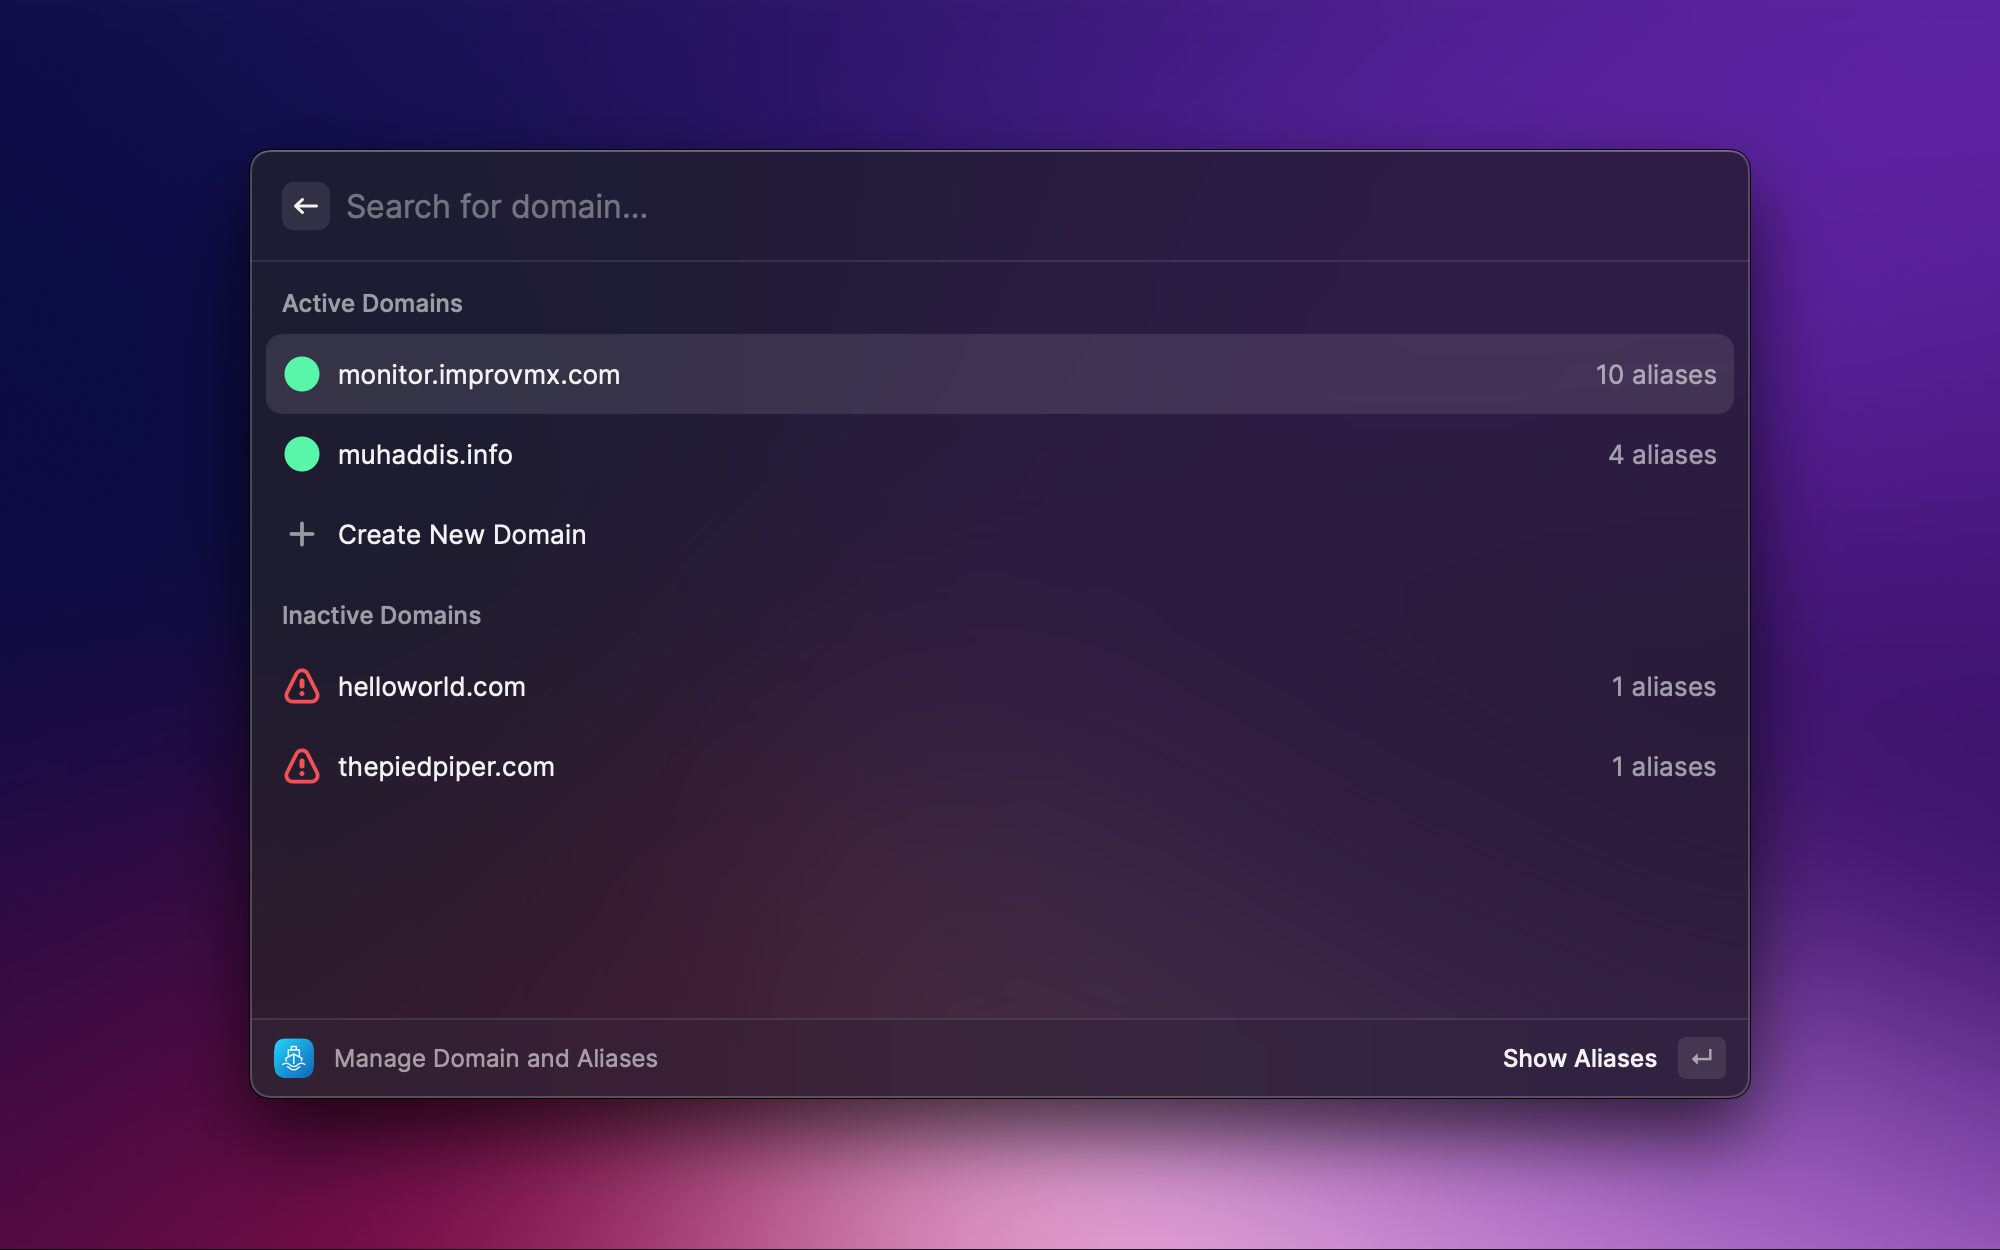 Search for domain...
Active Domains
monitor.improvmx.com 10 aliases
muhaddis.info 4 aliases
Create New Domain
Inactive Domains
helloworld.com 1 aliases
thepiedpiper.com 1 aliases
Manage Domain and Aliases Show Aliases